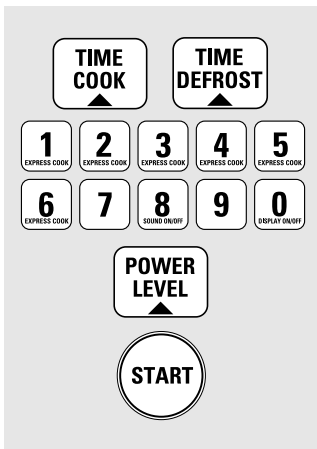 TIME
COOK
TIME
DEFROST
1
EXPRESS COOK
2
EXPRESS COOK
3
EXPRESS COOK
4
EXPRESS COOK
5
EXPRESS COOK
6
EXPRESS COOK
7
8
SOUND ON/OFF
9
0
DISPLAY ON/OFF
POWER
LEVEL
START